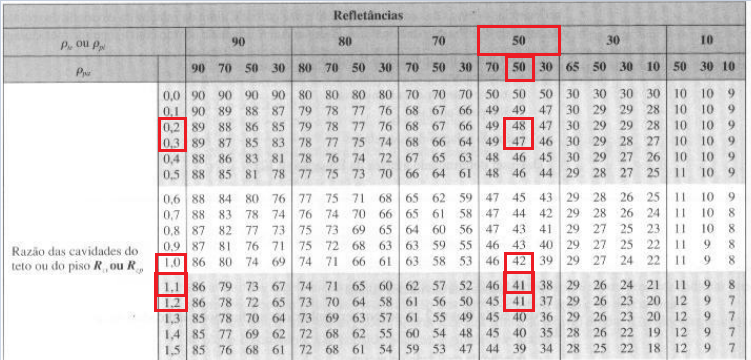 Refletâncias
ρte ou ρpi 90 80 70 50 30 10
ρpa 90 70 50 30 80 70 50 30 70 50 30 70 50 30 65 50 30 10 50 30 10
0,0 90 90 90 90 80 80 80 80 70 70 70 50 50 50 30 30 30 30 10 10 9
0,1 90 89 88 87 79 78 77 76 68 67 66 49 49 47 30 29 29 28 10 10 9
0,2 89 88 86 85 79 78 77 76 68 67 66 49 48 47 30 29 29 28 10 10 9
0,3 89 87 85 83 78 77 75 74 68 66 64 49 47 46 30 29 28 27 10 10 9
0,4 88 86 83 81 78 76 74 72 67 65 63 48 46 45 30 29 27 26 10 10 9
0,5 88 85 81 78 77 75 73 70 66 64 61 48 46 44 29 28 27 25 11 10 9
0,6 88 84 80 76 77 75 71 68 65 62 59 47 45 43 29 28 26 25 11 10 9
0,7 88 83 78 74 76 74 70 66 65 61 58 47 44 42 29 28 26 24 11 10 8
0,8 87 82 77 73 75 73 69 65 64 60 56 47 43 41 29 27 25 23 11 10 8
0,9 87 81 76 71 75 72 68 63 63 59 55 46 43 40 29 27 25 22 11 9 8
Razão das cavidades do
teto ou do piso Rct ou Rcp 1,0 86 80 74 69 74 71 66 61 63 58 53 46 42 39 29 27 24 22 11 9 8
1,1 86 79 73 67 74 71 65 60 62 57 52 46 41 38 29 26 24 21 11 9 8
1,2 86 78 72 65 73 70 64 58 61 56 50 45 41 37 29 26 23 20 12 9 7
1,3 85 78 70 64 73 69 63 57 61 55 49 45 40 36 29 26 23 20 12 9 7
1,4 85 77 69 62 72 68 62 55 60 54 48 45 40 35 28 26 22 19 12 9 7
1,5 85 76 68 61 72 68 61 54 59 53 47 44 39 34 28 25 22 18 12 9 7